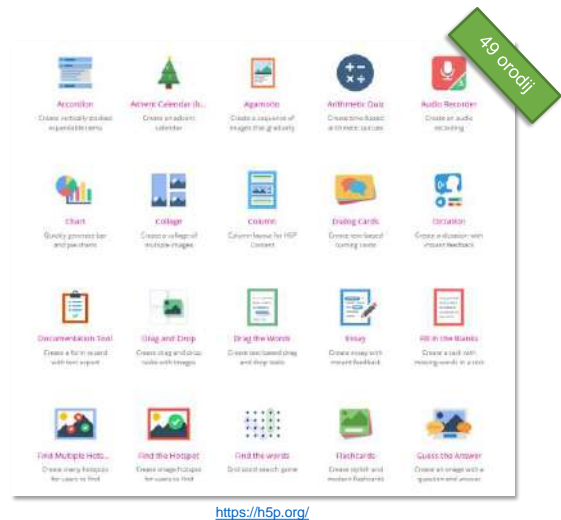 49 orodij
Accordion
Advent Calendar (b...
Agamotto
Arithmetic Quiz
Audio Recorder
Create vertically stacked
expandable items
Create an advent
calendar
Create a sequence of
images that gradually
Create time-based
arithmetic quizzes
Create an audio
recording
Chart
Collage
Column
Dialog Cards
Dictation
Quickly generate bar
and pie charts
Create a collage of
multiple images
Column layout for H5P
Content
Create text-based
turning cards
Create a dictation with
instant feedback
Documentation Tool
Drag and Drop
Drag the Words
Essay
Fill in the Blanks
Create a form wizard
with text export
Create drag and drop
tasks with images
Create text-based drag
and drop tasks
Create essay with
instant feedback
Create a task with
missing words in a text
Find Multiple Hots...
Find the Hotspot
Find the words
Flashcards
Guess the Answer
Create many hotspots
for users to find
Create image hotspot
for users to find
Grid word search game
Create stylish and
modern flashcards
Create an image with a
question and answer
https://h5p.org/